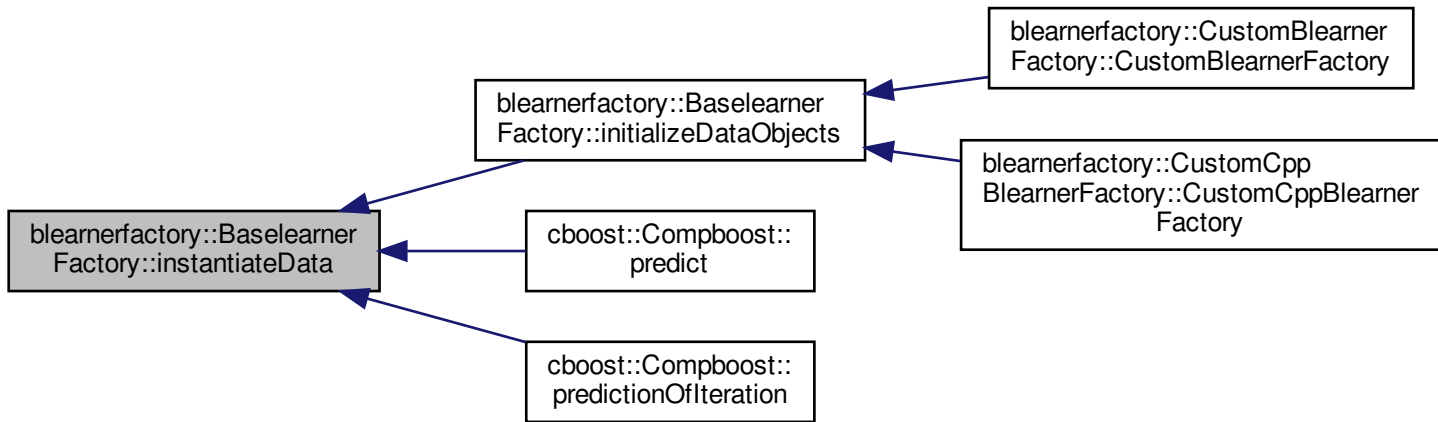 blearnerfactory::Baselearner
Factory::instantiateData
blearnerfactory::Baselearner
Factory::initializeDataObjects
blearnerfactory::CustomBlearner
Factory::CustomBlearnerFactory
blearnerfactory::CustomCpp
BlearnerFactory::CustomCppBlearner
Factory
cboost::Compboost::
predict
cboost::Compboost::
predictionOfIteration